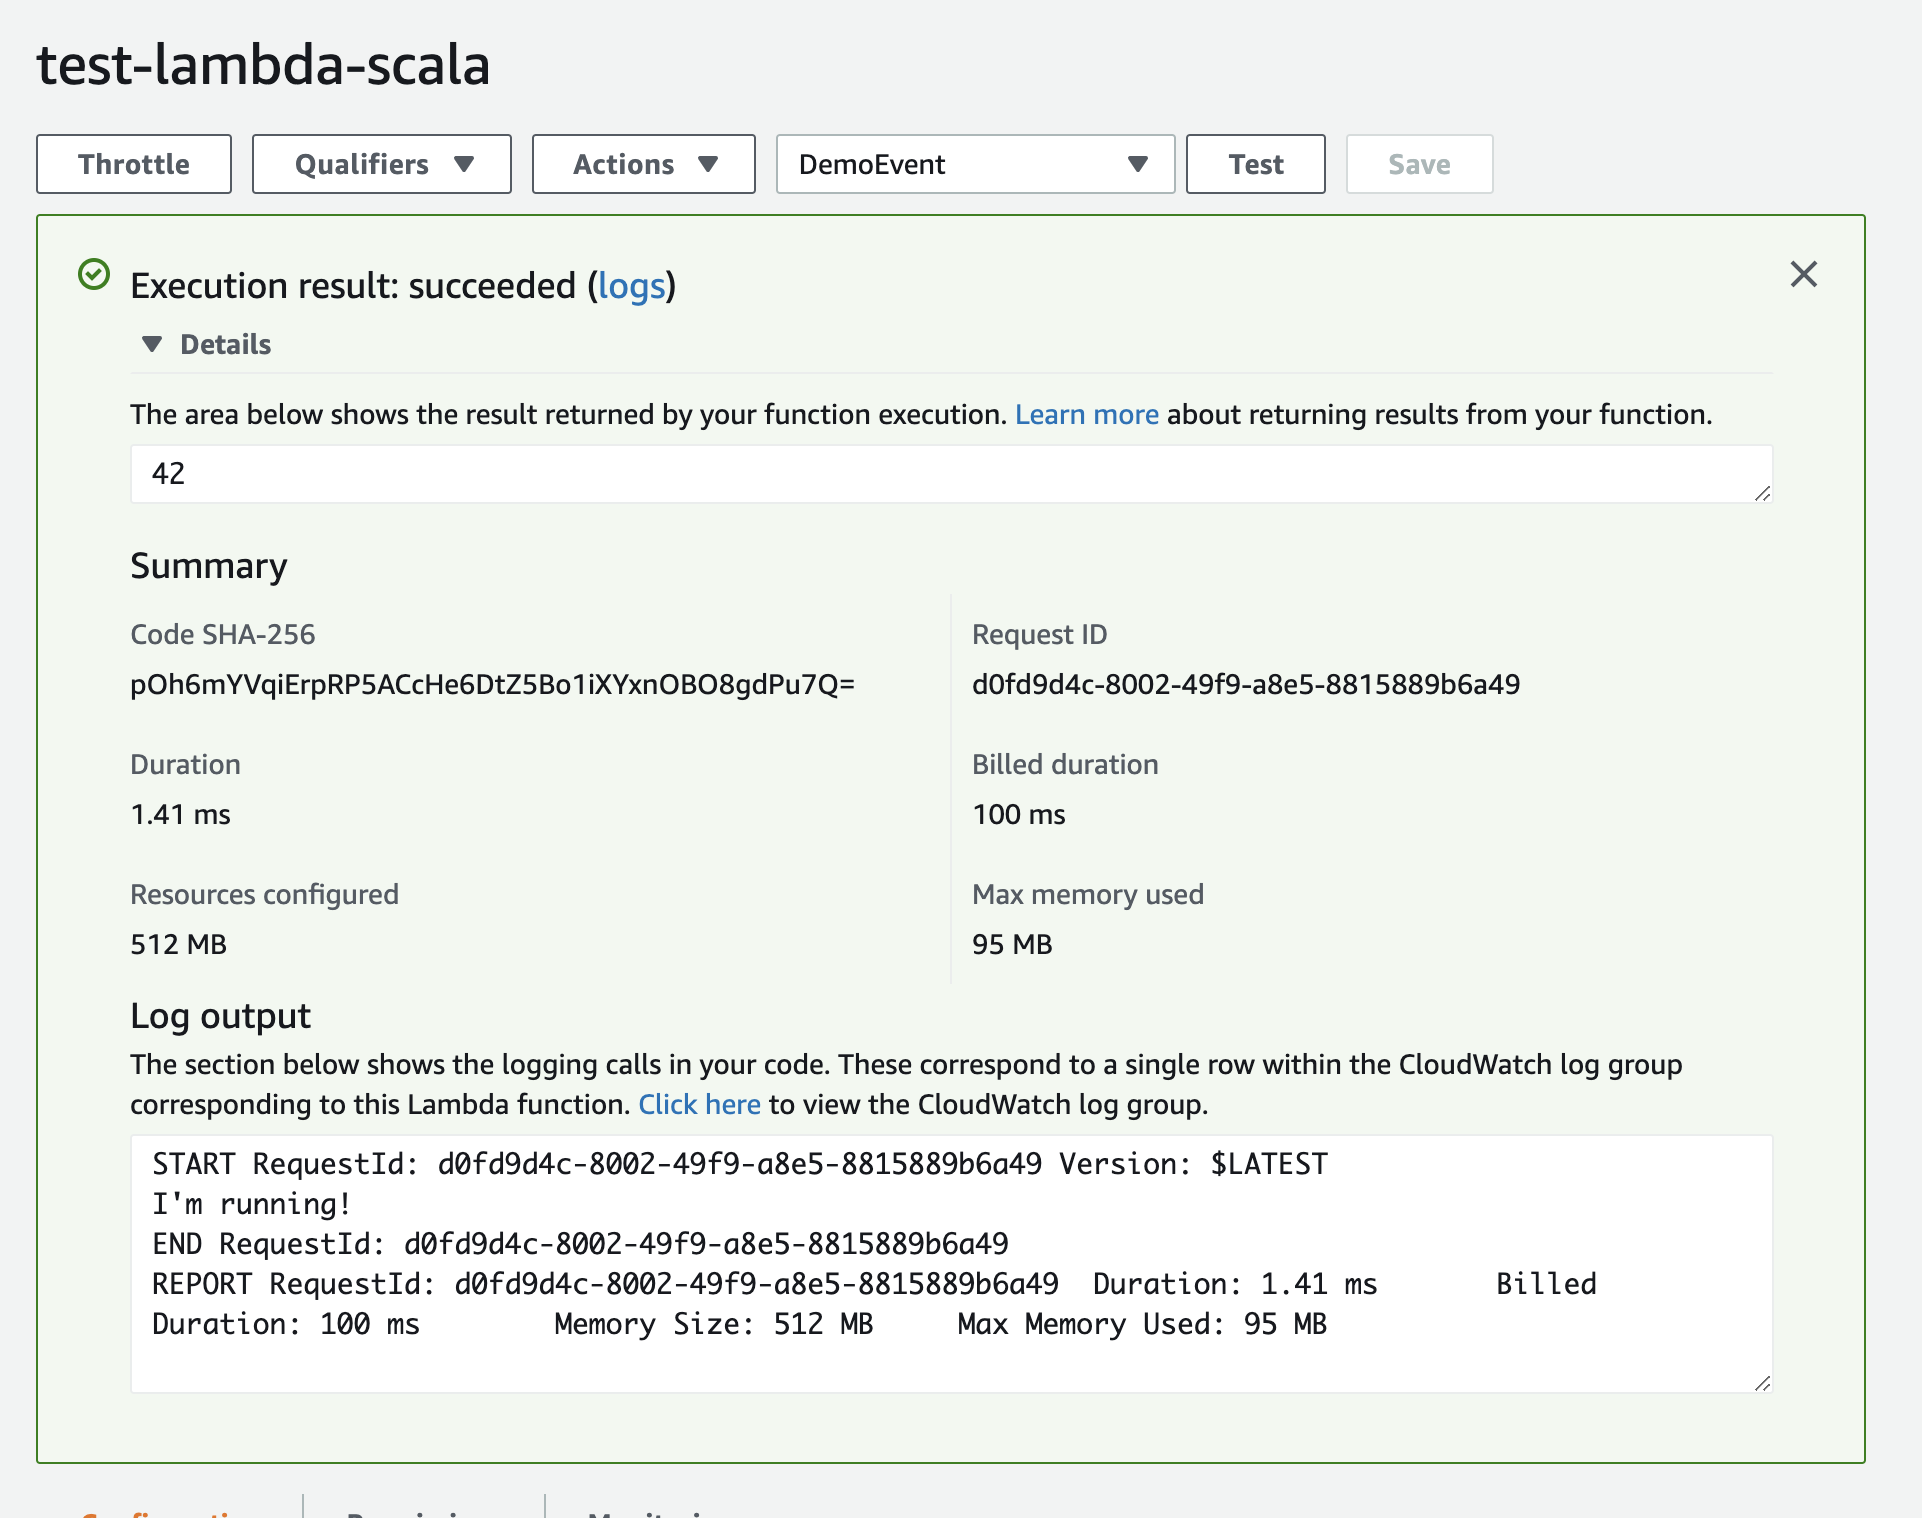 test-lambda-scala
Throttle Qualifiers Actions DemoEvent Test Save
Execution result: succeeded (logs)
Details
The area below shows the result returned by your function execution. Learn more about returning results from your function.
42
Summary
Code SHA-256
pOh6mYVqiErpRP5ACcHe6DtZ5Bo1iXYxnOBO8gdPu7Q=
Request ID
d0fd9d4c-8002-49f9-a8e5-8815889b6a49
Duration
1.41 ms
Billed duration
100 ms
Resources configured
512 MB
Max memory used
95 MB
Log output
The section below shows the logging calls in your code. These correspond to a single row within the CloudWatch log group
corresponding to this Lambda function. Click here to view the CloudWatch log group.
START RequestId: d0fd9d4c-8002-49f9-a8e5-8815889b6a49 Version: $LATEST
I'm running!
END RequestId: d0fd9d4c-8002-49f9-a8e5-8815889b6a49
REPORT RequestId: d0fd9d4c-8002-49f9-a8e5-8815889b6a49 Duration: 1.41 ms Billed
Duration: 100 ms Memory Size: 512 MB Max Memory Used: 95 MB